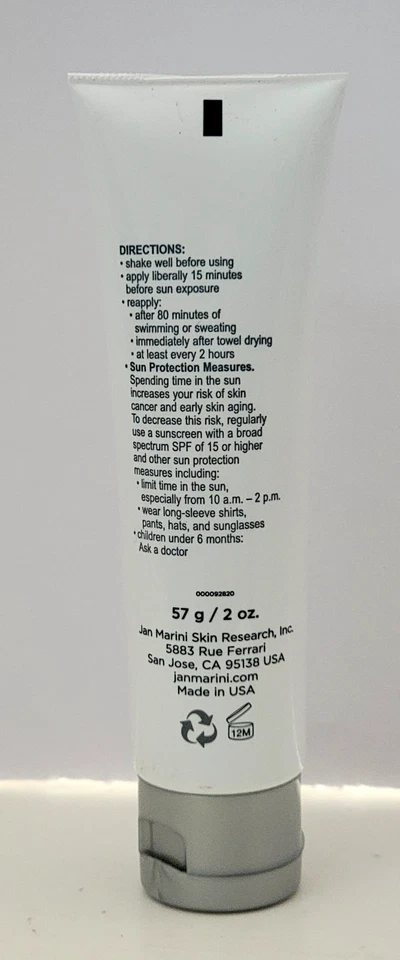 DIRECTIONS:
• shake well before using
• apply liberally 15 minutes
before sun exposure
• reapply:
• after 80 minutes of
swimming or sweating
• immediately after towel drying
• at least every 2 hours
• Sun Protection Measures.
Spending time in the sun
increases your risk of skin
cancer and early skin aging.
To decrease this risk, regularly
use a sunscreen with a broad
spectrum SPF of 15 or higher
and other sun protection
measures including:
• limit time in the sun,
especially from 10 a.m. – 2 p.m.
• wear long-sleeve shirts,
pants, hats, and sunglasses
• children under 6 months:
Ask a doctor
000092820
57 g / 2 oz.
Jan Marini Skin Research, Inc.
5883 Rue Ferrari
San Jose, CA 95138 USA
janmarini.com
Made in USA
12M